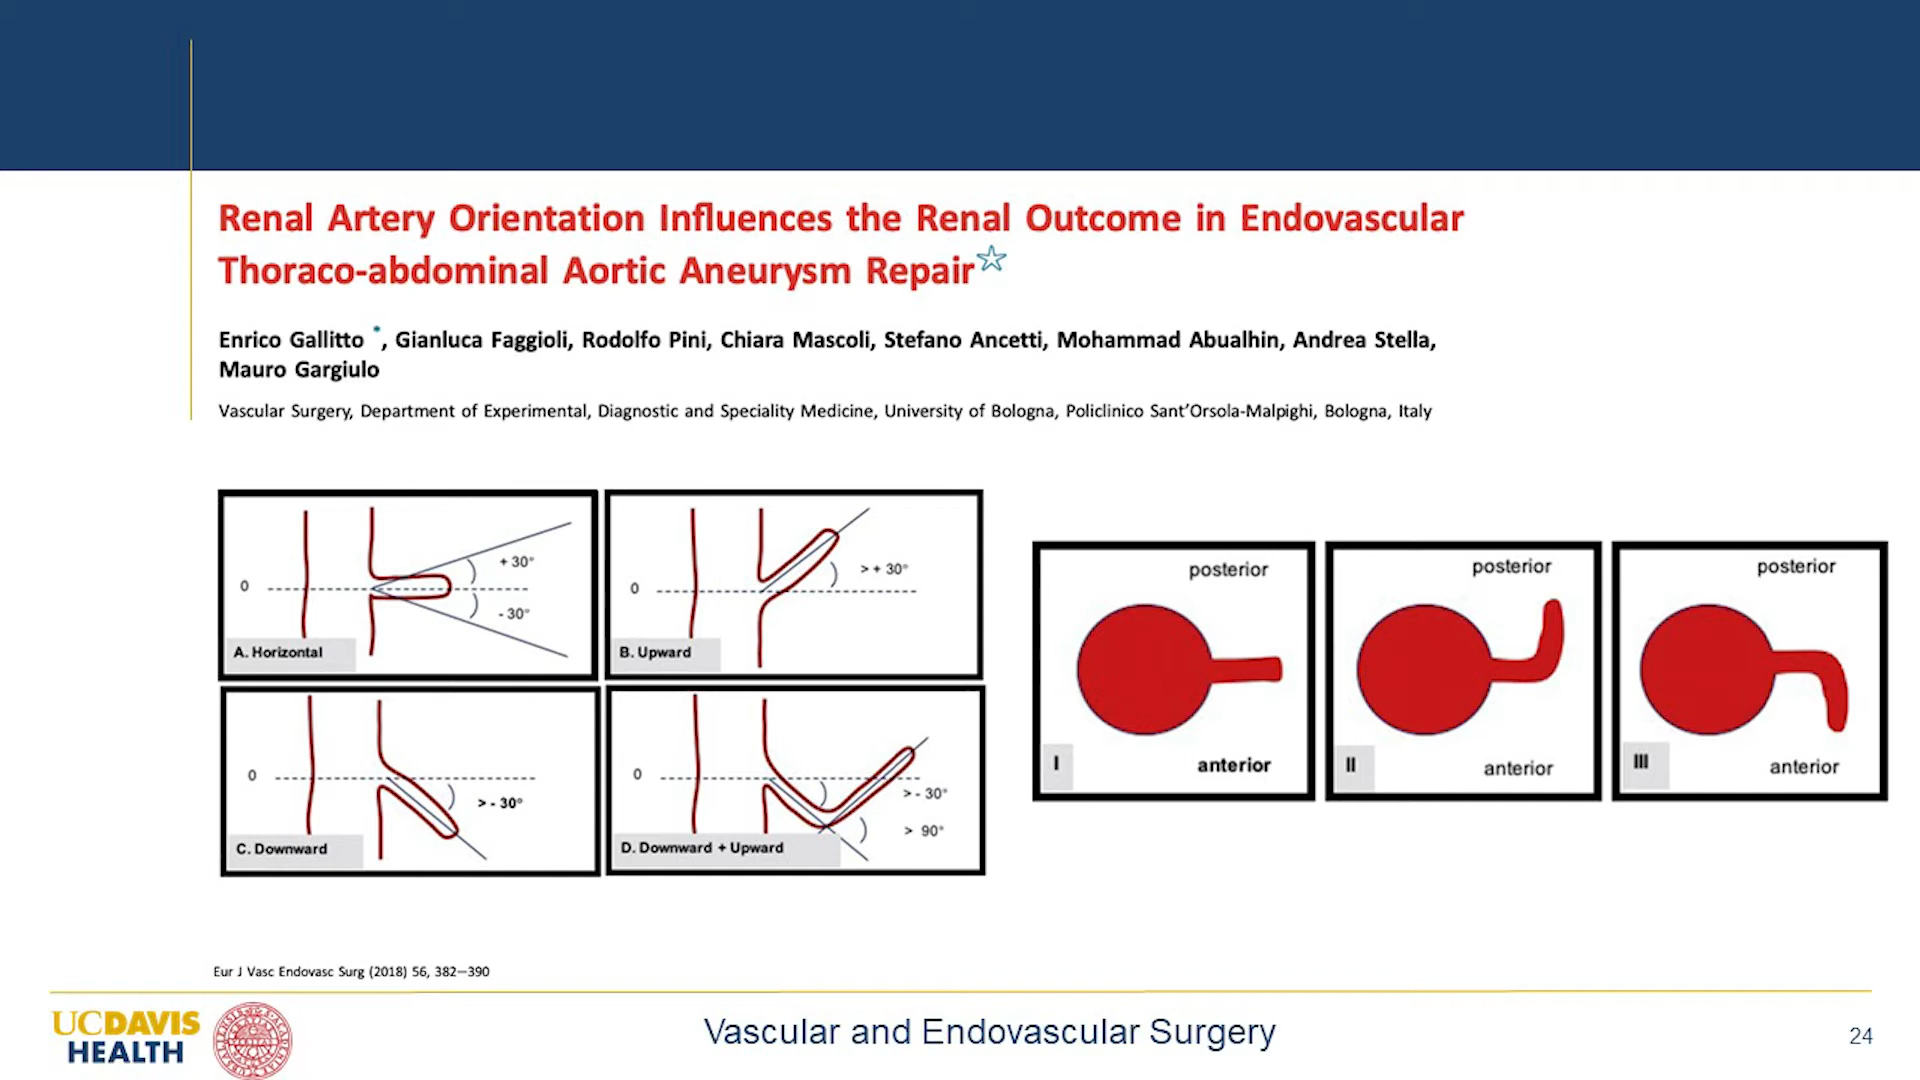 Renal Artery Orientation Influences the Renal Outcome in Endovascular
Thoraco-abdominal Aortic Aneurysm Repair☆
Enrico Gallitto *, Gianluca Faggioli, Rodolfo Pini, Chiara Mascoli, Stefano Ancetti, Mohammad Abualhin, Andrea Stella,
Mauro Gargiulo
Vascular Surgery, Department of Experimental, Diagnostic and Speciality Medicine, University of Bologna, Policlinico Sant'Orsola-Malpighi, Bologna, Italy
0
+ 30°
- 30°
A. Horizontal
0
> + 30°
B. Upward
0
> - 30°
C. Downward
0
> - 30°
> 90°
D. Downward + Upward
posterior
I
anterior
posterior
II
anterior
posterior
III
anterior
Eur J Vasc Endovasc Surg (2018) 56, 382—390
UCDAVIS
HEALTH
Vascular and Endovascular Surgery
24